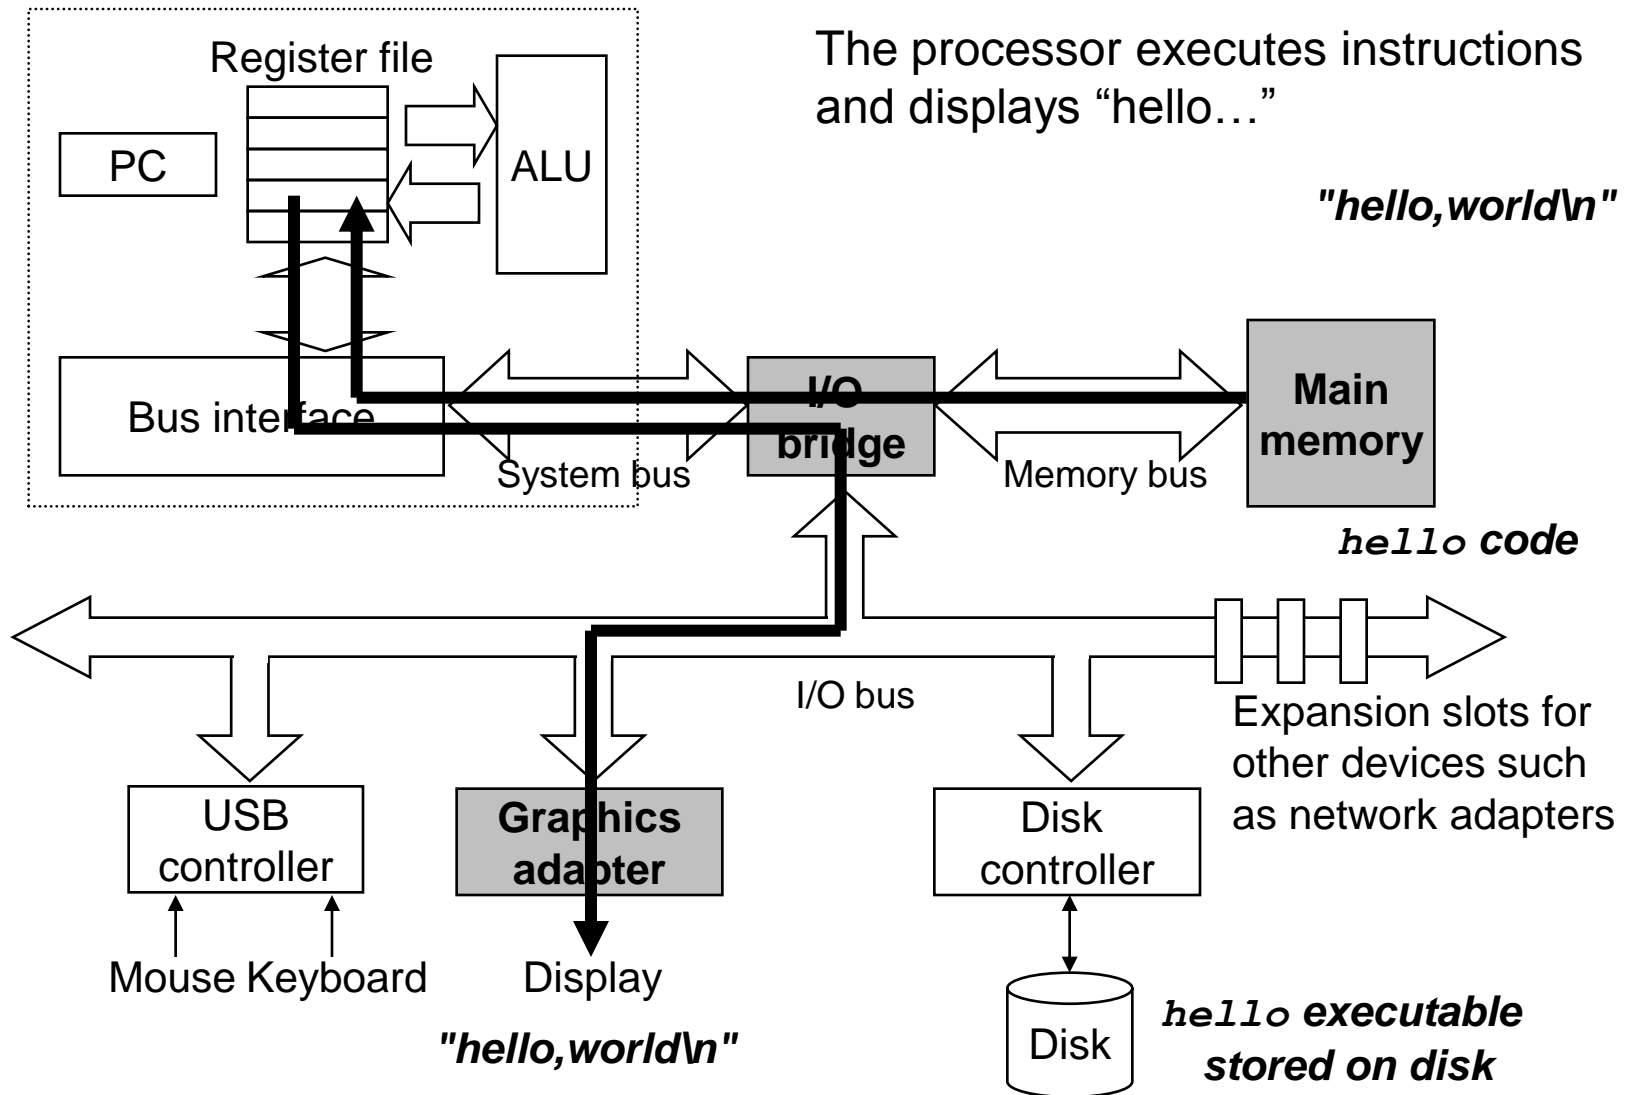 The processor executes instructions
and displays “hello…”
Register file
PC
ALU
"hello,world\n"
Bus interface
System bus
I/O
bridge
Memory bus
Main
memory
hello code
I/O bus
Expansion slots for
other devices such
as network adapters
USB
controller
Graphics
adapter
Disk
controller
Mouse Keyboard
Display
"hello,world\n"
Disk
hello executable
stored on disk